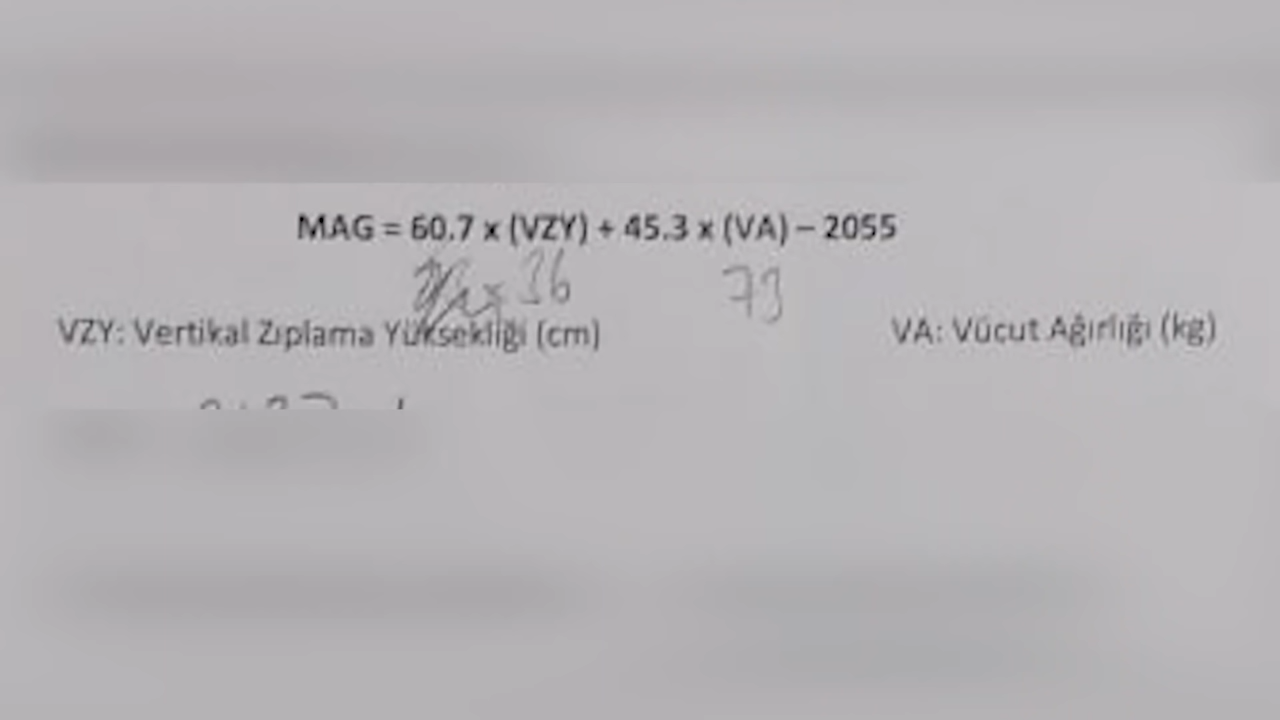 MAG = 60.7 x (VZY) + 45.3 x (VA) – 2055
x 36 73
VZY: Vertikal Zıplama Yüksekliği (cm) VA: Vücut Ağırlığı (kg)